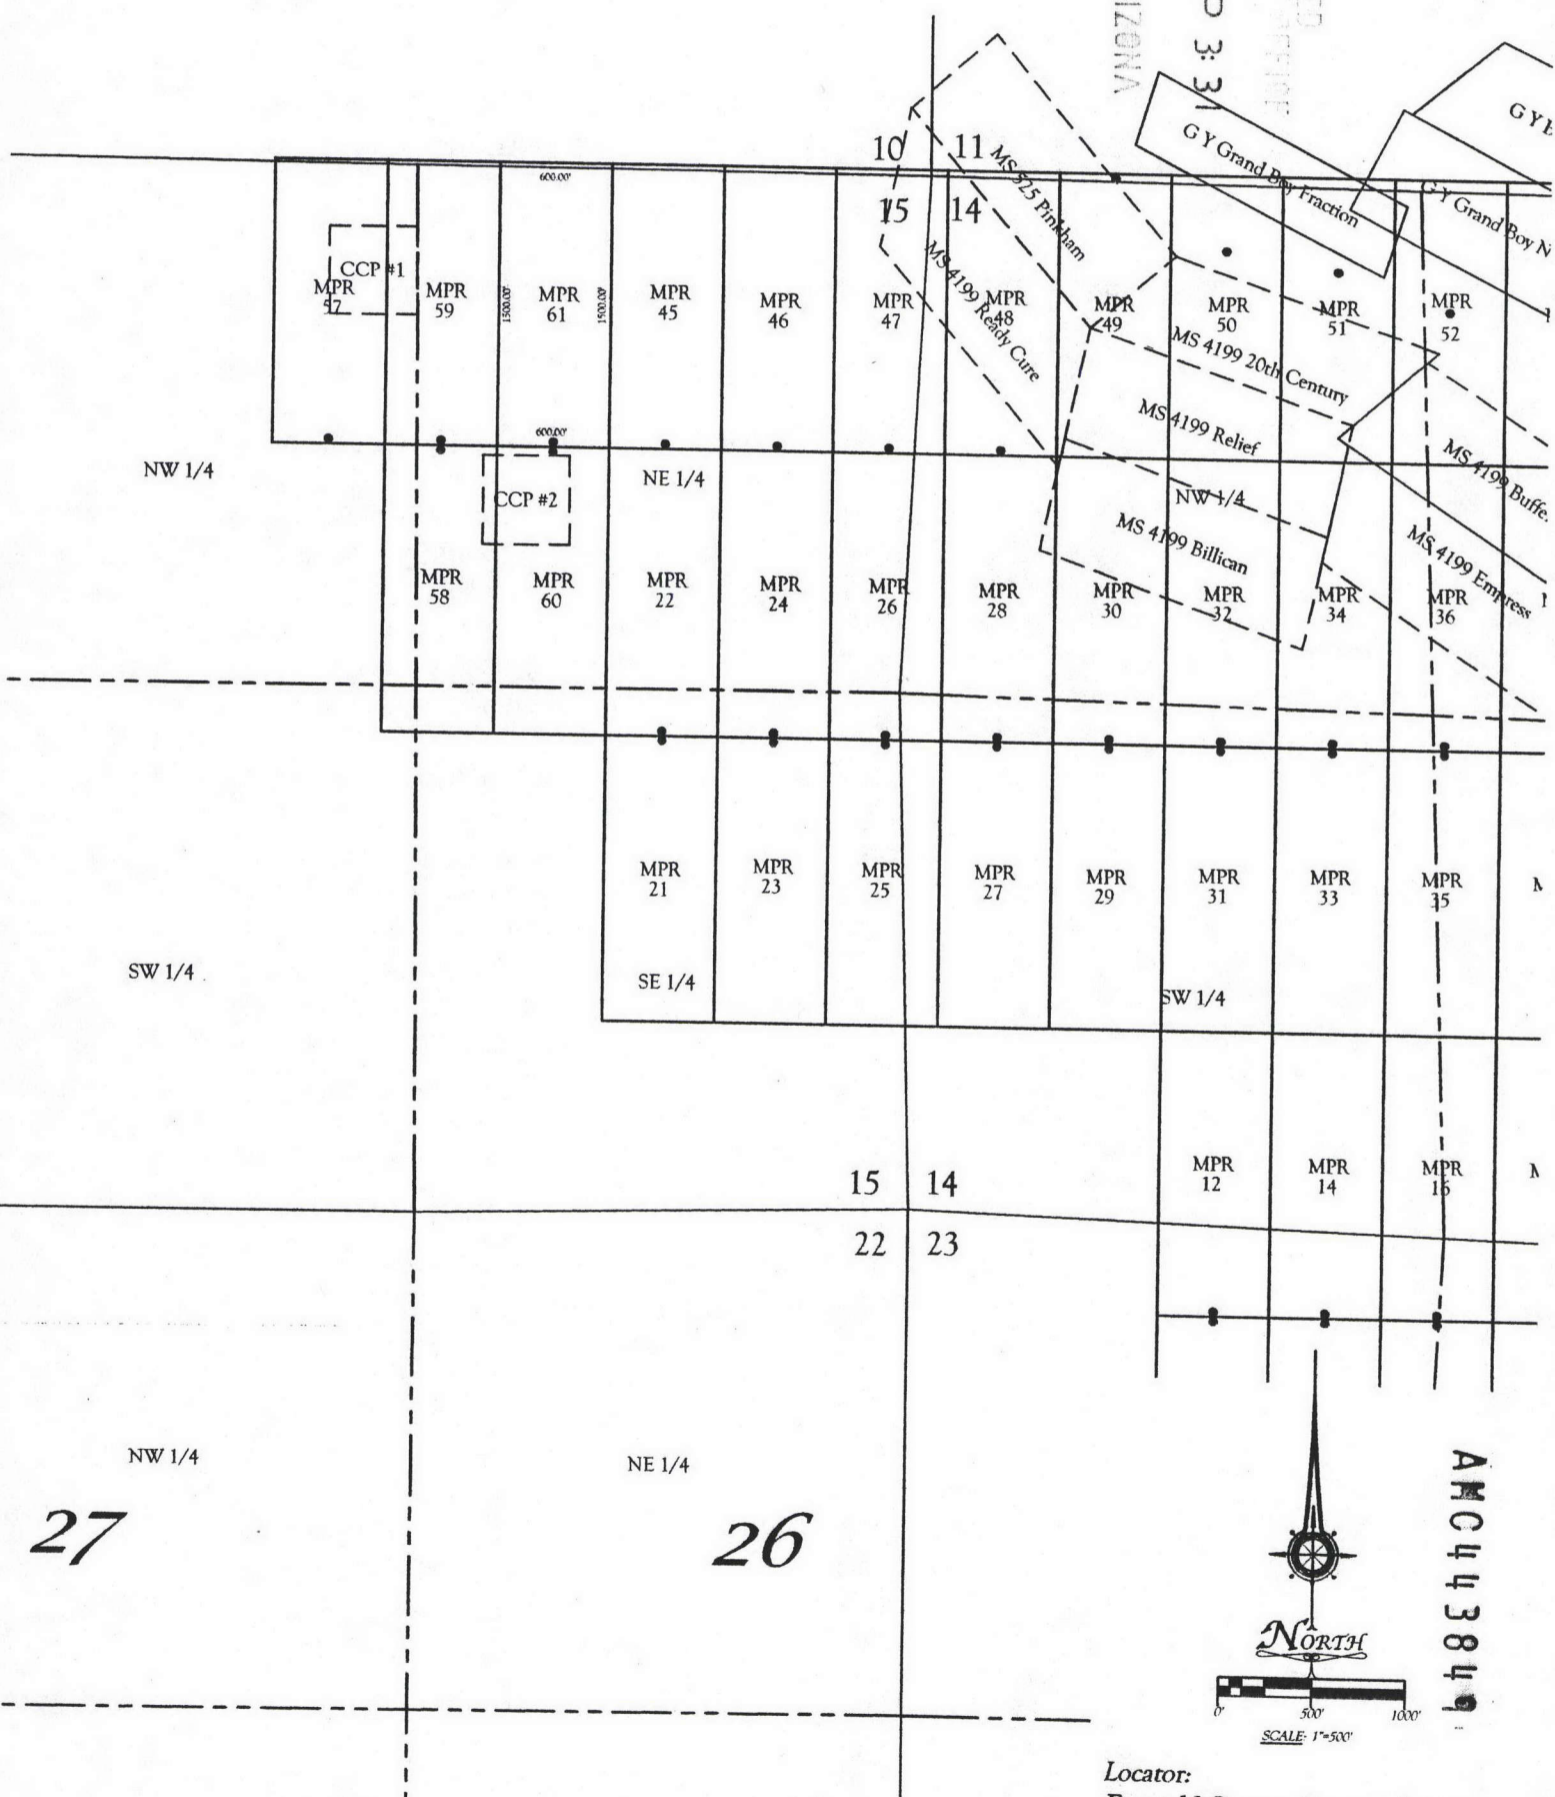 IZONA
3:31
GYE
10 11
15 14
MS 525 Pinkham
G Y Grand Boy Fraction
G Y Grand Boy N
600.00'
CCP #1
MPR
57
MPR
59
1500.00'
MPR
61
1500.00'
MPR
45
MPR
46
MPR
47
MS 4199 Ready Cure
MPR
48
MPR
49
MPR
50
MPR
51
MPR
52
MS 4199 20th Century
MS 4199 Relief
600.00'
NW 1/4
CCP #2
NE 1/4
NW 1/4
MS 4199 Billican
MS 4199 Buffe
MS 4199 Empress
MPR
58
MPR
60
MPR
22
MPR
24
MPR
26
MPR
28
MPR
30
MPR
32
MPR
34
MPR
36
MPR
21
MPR
23
MPR
25
MPR
27
MPR
29
MPR
31
MPR
33
MPR
35
SW 1/4
SE 1/4
SW 1/4
MPR
12
MPR
14
MPR
16
15 14
22 23
NW 1/4
NE 1/4
27
26
NORTH
0' 500' 1000'
SCALE: 1"=500'
Locator: